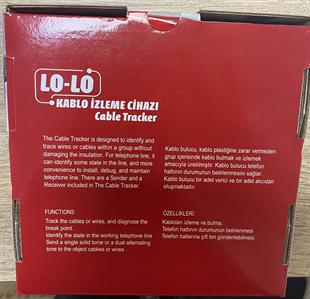 LO-LO
KABLO İZLEME CİHAZI
Cable Tracker
The Cable Tracker is designed to identify and
trace wires or cables within a group without
damaging the insulation. For telephone line, it
can identify some state in the line, and more
convenience to install, debug, and maintain
telephone line. There are a Sender and a
Receiver included in The Cable Tracker.
Kablo bulucu, kablo plastiğine zarar vermeden
grup içerisinde kablo bulmak ve izlemek
amacıyla üretilmiştir. Kablo bulucu telefon
hattının durumunun belirlenmesini sağlar.
Kablo bulucu bir adet verici ve bir adet alıcıdan
oluşmaktadır.
FUNCTIONS
Track the cables or wires, and diagnose the
break point.
Identify the state in the working telephone line
Send a single solid tome or a dual alternating
tone to the object cabkes or wires.
ÖZELLİKLERİ
Kabloları izleme ve bulma.
Telefon hattının durumunun belirlenmesi
Telefon hatlarına çift ton gönderilebilmesi.